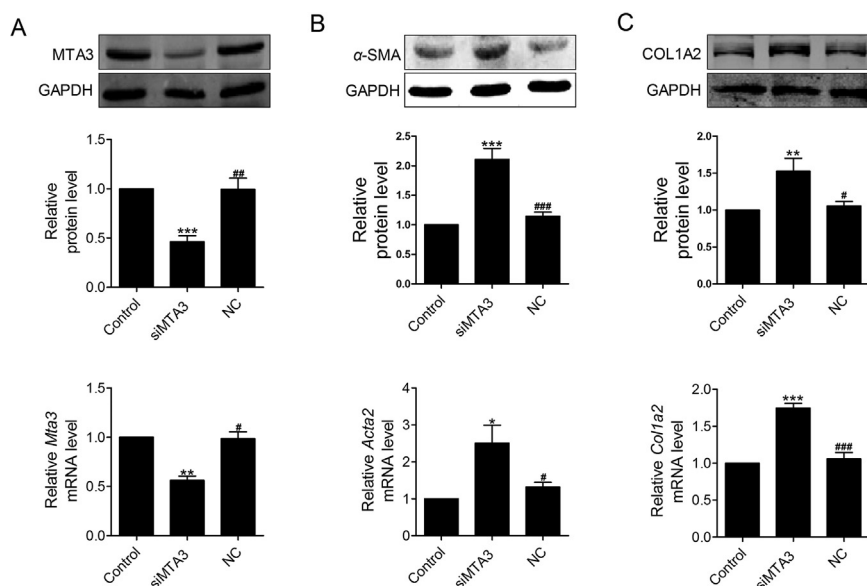 A
MTA3
GAPDH
Relative
protein level
1.5
1.0
0.5
0.0
***
##
Control
siMTA3
NC
Relative Mta3
mRNA level
1.5
1.0
0.5
0.0
**
#
Control
siMTA3
NC
B
α-SMA
GAPDH
Relative
protein level
2.5
2.0
1.5
1.0
0.5
0.0
***
###
Control
siMTA3
NC
Relative Acta2
mRNA level
4
3
2
1
0
*
#
Control
siMTA3
NC
C
COL1A2
GAPDH
Relative
protein level
2.0
1.5
1.0
0.5
0.0
**
#
Control
siMTA3
NC
Relative Col1a2
mRNA level
2.0
1.5
1.0
0.5
0.0
***
###
Control
siMTA3
NC